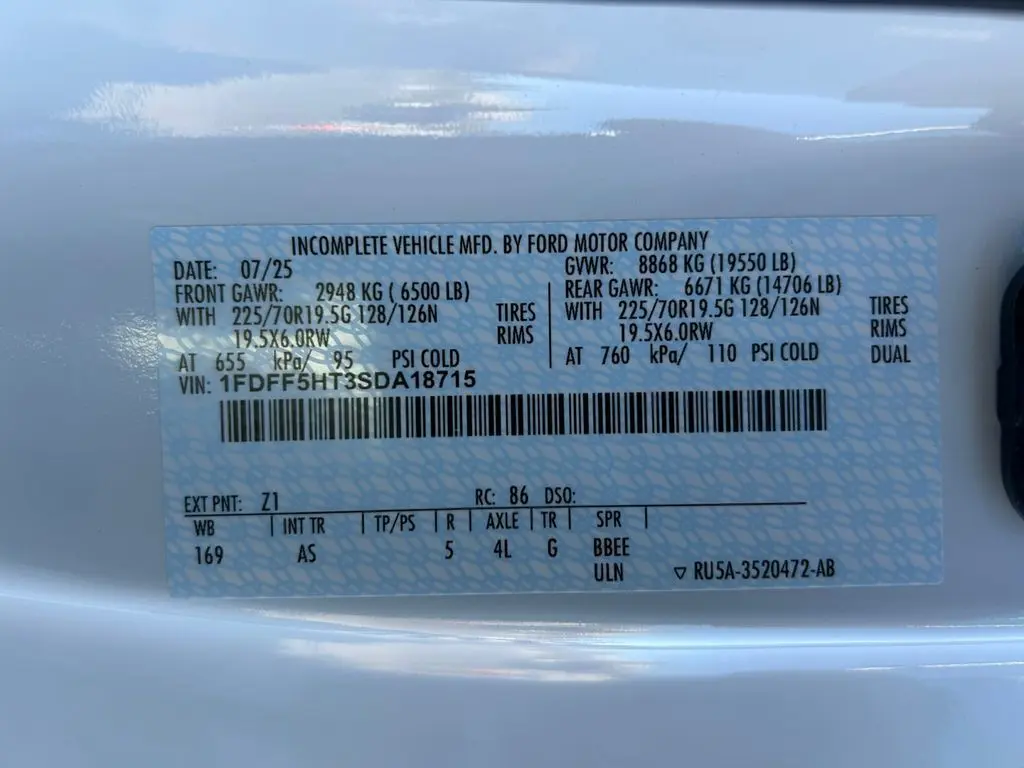 INCOMPLETE VEHICLE MFD. BY FORD MOTOR COMPANY
DATE: 07/25 GVWR: 8868 KG (19550 LB)
FRONT GAWR: 2948 KG ( 6500 LB) REAR GAWR: 6671 KG ( 14706 LB)
WITH 225/70R19.5G 128/126N TIRES WITH 225/70R19.5G 128/126N TIRES
19.5X6.0RW RIMS 19.5X6.0RW RIMS
AT 655 kPa/ 95 PSI COLD AT 760 kPa/ 110 PSI COLD DUAL
VIN: 1FDFF5HT3SDA18715
EXT PNT: Z1 RC: 86 DSO:
WB INT TR TP/PS R AXLE TR SPR
169 AS 5 4L G BBEE
ULN ▽ RU5A-3520472-AB